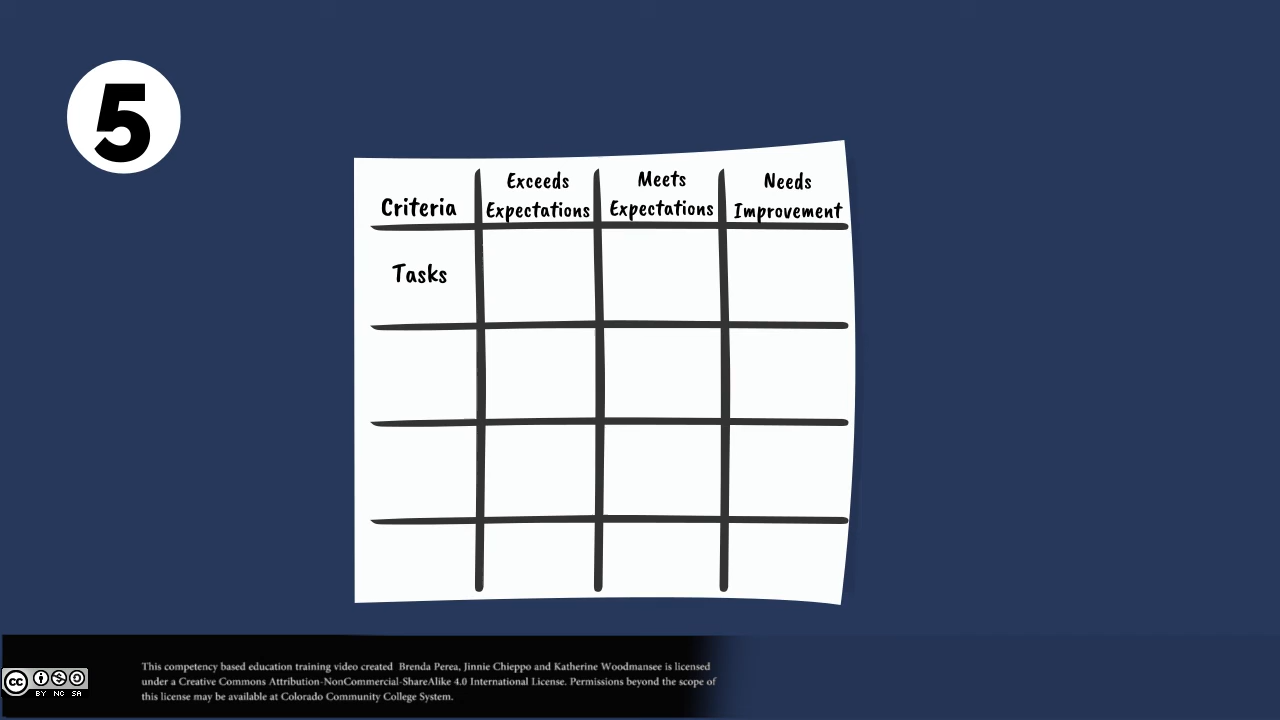 5
Exceeds
Expectations
Meets
Expectations
Needs
Improvement
Criteria
Tasks
This competency based education training video created Brenda Perea, Jinnie Chieppo and Katherine Woodmansee is licensed
under a Creative Commons Attribution-NonCommercial-ShareAlike 4.0 International License. Permissions beyond the scope of
this license may be available at Colorado Community College System.
cc
BY NC SA